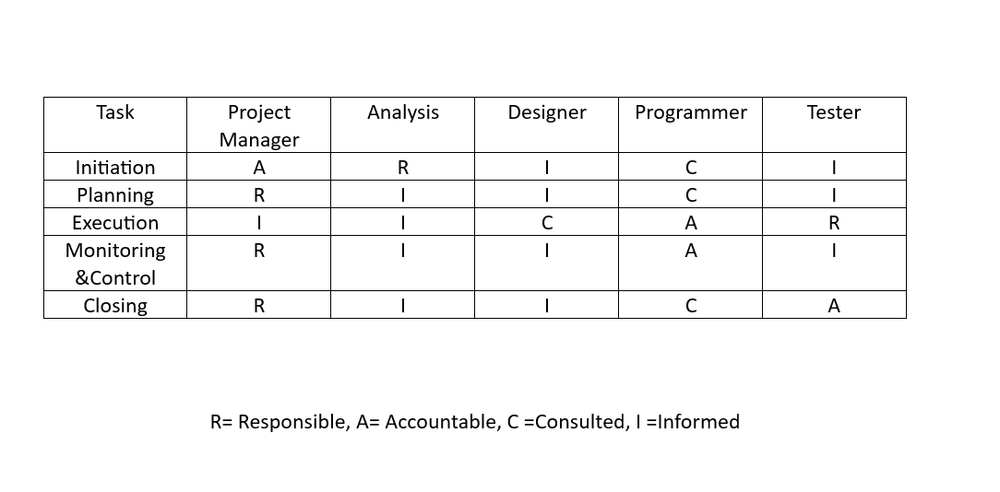 Task Project Manager Analysis Designer Programmer Tester
Initiation A R I C I
Planning R I I C I
Execution I I C A R
Monitoring &Control R I I A I
Closing R I I C A
R= Responsible, A= Accountable, C =Consulted, I =Informed